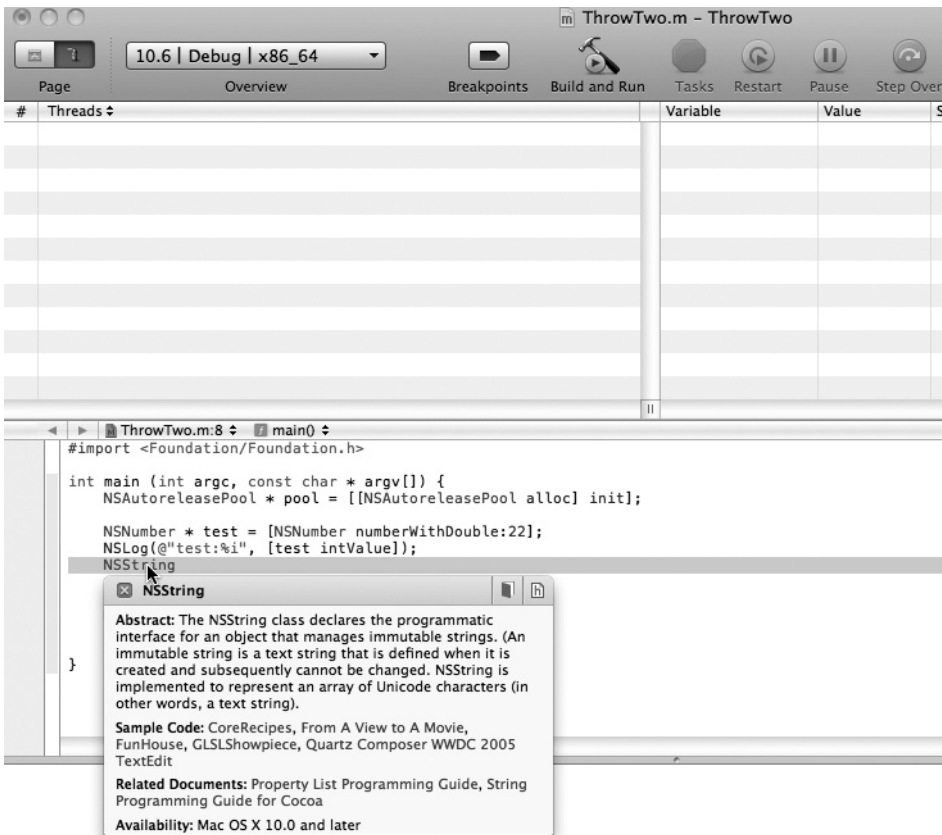 ThrowTwo.m – ThrowTwo
10.6 | Debug | x86_64
Page
Overview
Breakpoints
Build and Run
Tasks
Restart
Pause
Step Over
#
Threads
Variable
Value
S
ThrowTwo.m:8
main()
#import <Foundation/Foundation.h>
int main (int argc, const char * argv[]) {
NSAutoreleasePool * pool = [[NSAutoreleasePool alloc] init];
NSNumber * test = [NSNumber numberWithDouble:22];
NSLog(@"test:%i", [test intValue]);
NSString
NSString
h
Abstract: The NSString class declares the programmatic
interface for an object that manages immutable strings. (An
immutable string is a text string that is defined when it is
created and subsequently cannot be changed. NSString is
implemented to represent an array of Unicode characters (in
other words, a text string).
Sample Code: CoreRecipes, From A View to A Movie,
FunHouse, GLSLShowpiece, Quartz Composer WWDC 2005
TextEdit
Related Documents: Property List Programming Guide, String
Programming Guide for Cocoa
Availability: Mac OS X 10.0 and later
}